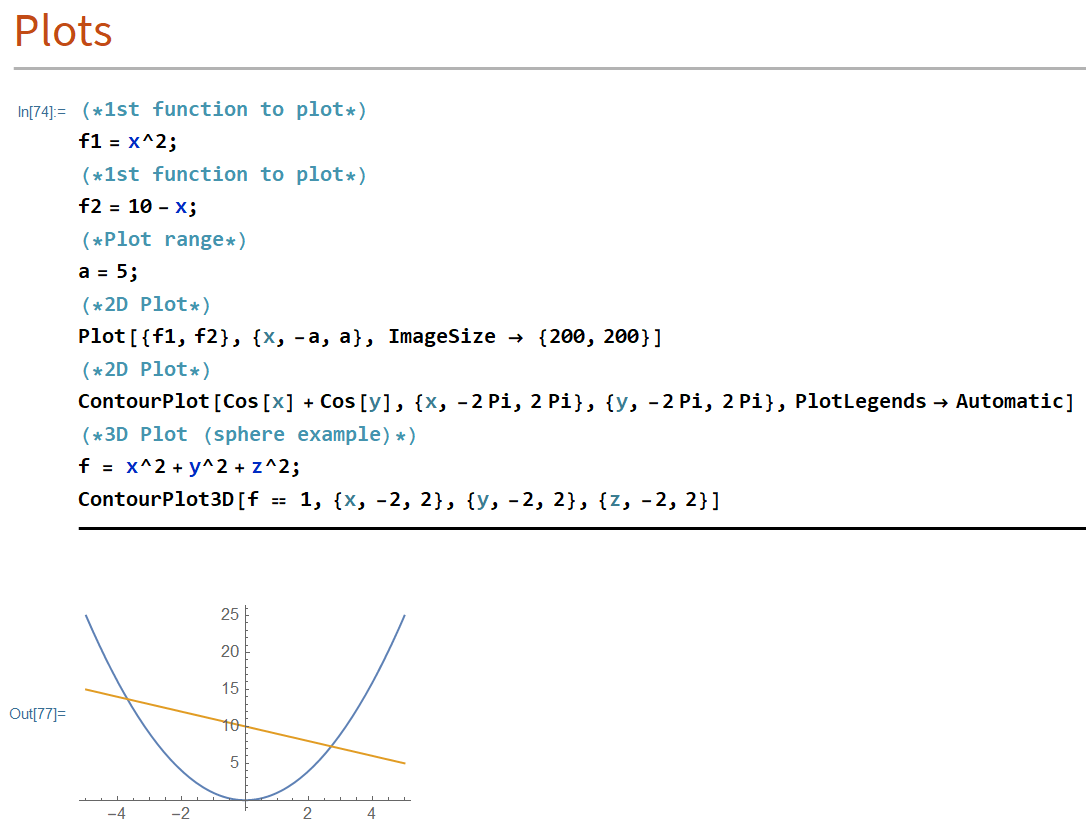 Plots
In[74]:= (*1st function to plot*)
f1 = x^2;
(*1st function to plot*)
f2 = 10 - x;
(*Plot range*)
a = 5;
(*2D Plot*)
Plot[{f1, f2}, {x, -a, a}, ImageSize → {200, 200}]
(*2D Plot*)
ContourPlot[Cos[x] + Cos[y], {x, -2 Pi, 2 Pi}, {y, -2 Pi, 2 Pi}, PlotLegends → Automatic]
(*3D Plot (sphere example)*)
f = x^2 + y^2 + z^2;
ContourPlot3D[f == 1, {x, -2, 2}, {y, -2, 2}, {z, -2, 2}]
Out[77]=
25
20
15
10
5
-4 -2 2 4